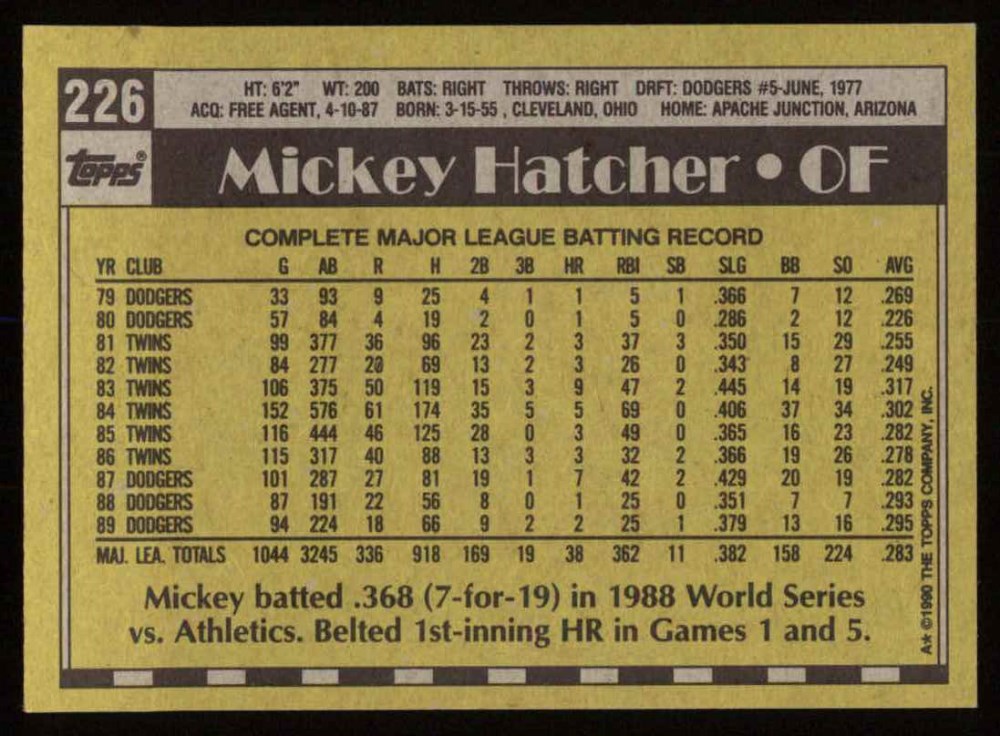 226
HT: 6'2" WT: 200 BATS: RIGHT THROWS: RIGHT DRFT: DODGERS #5-JUNE, 1977
ACQ: FREE AGENT, 4-10-87 BORN: 3-15-55 , CLEVELAND, OHIO HOME: APACHE JUNCTION, ARIZONA
topps®
Mickey Hatcher • OF
COMPLETE MAJOR LEAGUE BATTING RECORD
YR CLUB G AB R H 2B 3B HR RBI SB SLG BB SO AVG
79 DODGERS 33 93 9 25 4 1 1 5 1 .366 7 12 .269
80 DODGERS 57 84 4 19 2 0 1 5 0 .286 2 12 .226
81 TWINS 99 377 36 96 23 2 3 37 3 .350 15 29 .255
82 TWINS 84 277 23 69 13 2 3 26 0 .343 8 27 .249
83 TWINS 106 375 50 119 15 3 9 47 2 .445 14 19 .317
84 TWINS 152 576 61 174 35 5 5 69 0 .406 37 34 .302
85 TWINS 116 444 46 125 28 0 3 49 0 .365 16 23 .282
86 TWINS 115 317 40 88 13 3 3 32 2 .366 19 26 .278
87 DODGERS 101 287 27 81 19 1 7 42 2 .429 20 19 .282
88 DODGERS 87 191 22 56 8 0 1 25 0 .351 7 7 .293
89 DODGERS 94 224 18 66 9 2 2 25 1 .379 13 16 .295
MAJ. LEA. TOTALS 1044 3245 336 918 169 19 38 362 11 .382 158 224 .283
Mickey batted .368 (7-for-19) in 1988 World Series
vs. Athletics. Belted 1st-inning HR in Games 1 and 5.
A* ©1990 THE TOPPS COMPANY, INC.